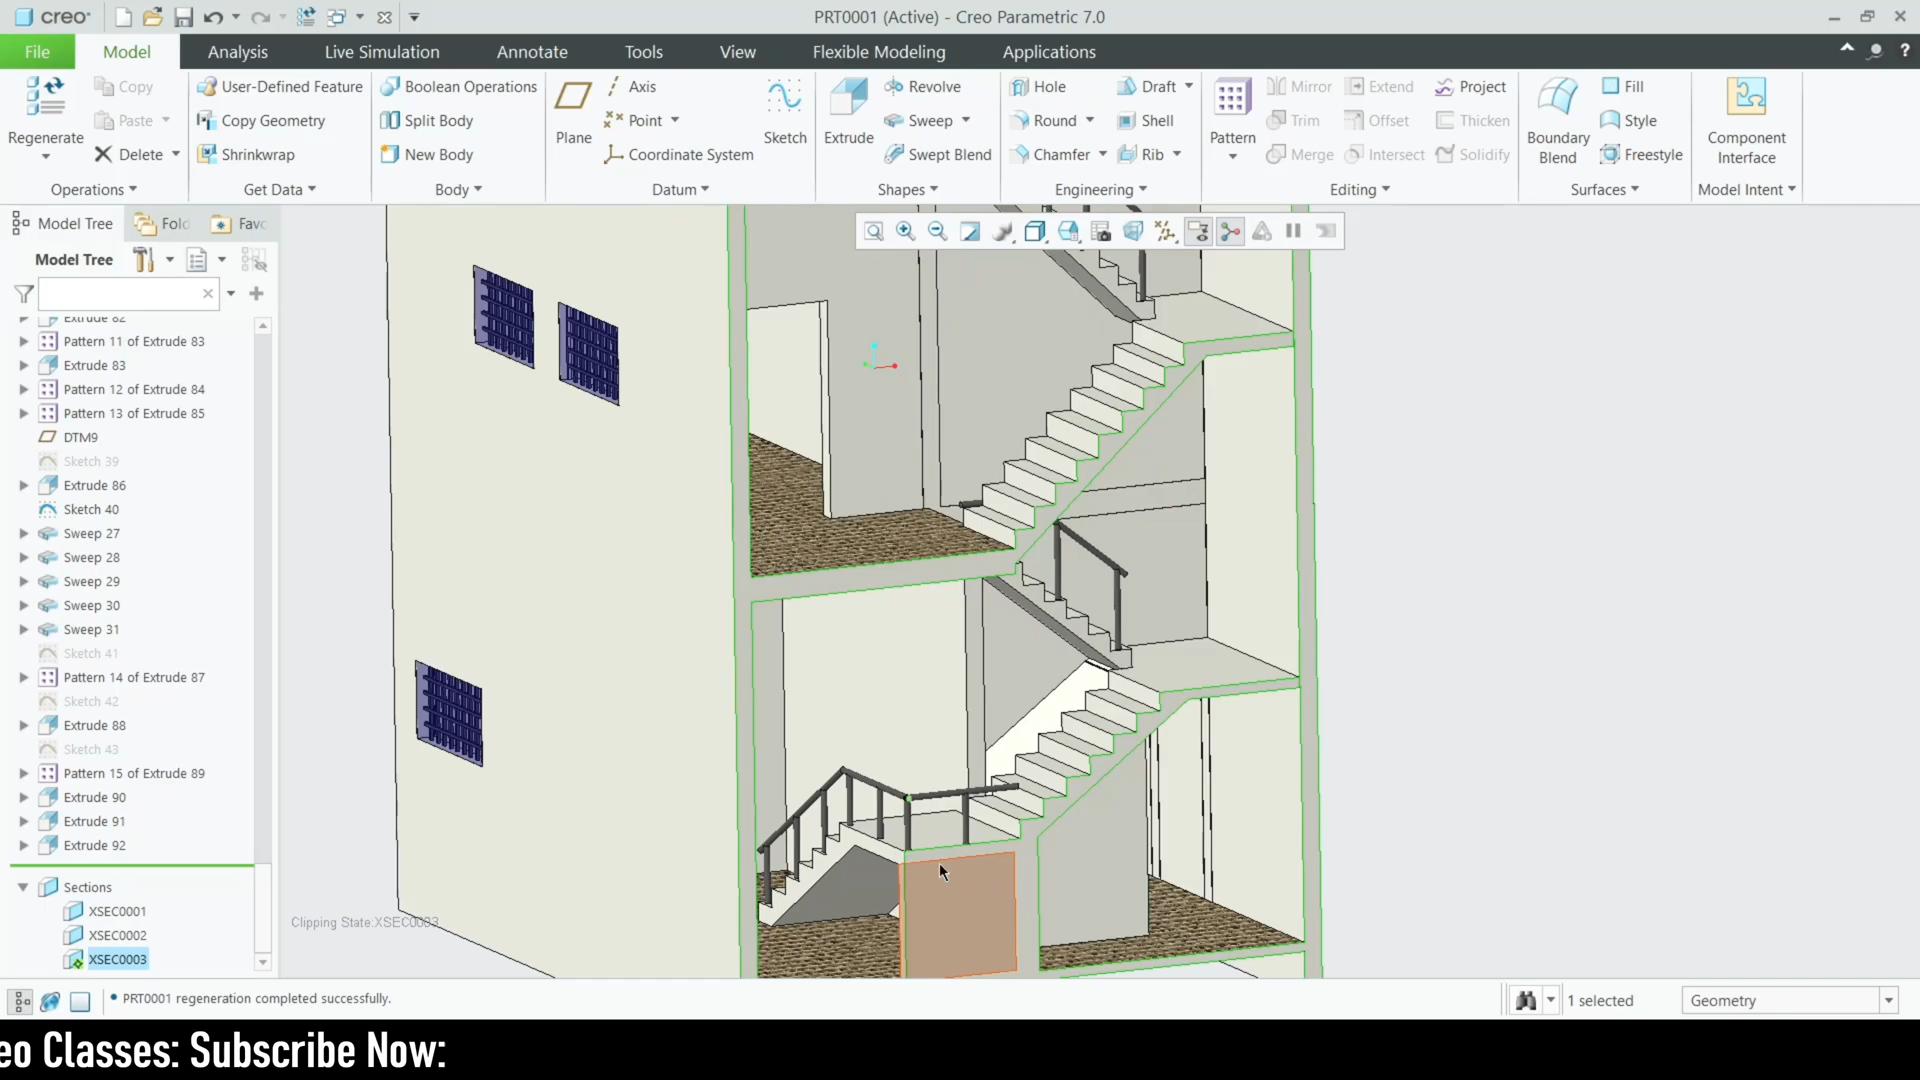 creo
PRT0001 (Active) - Creo Parametric 7.0
File Model Analysis Live Simulation Annotate Tools View Flexible Modeling Applications
Regenerate
Copy
Paste
Delete
Operations
User-Defined Feature
Copy Geometry
Shrinkwrap
Get Data
Boolean Operations
Split Body
New Body
Body
Plane
Axis
Point
Coordinate System
Sketch
Datum
Extrude
Revolve
Sweep
Swept Blend
Shapes
Hole
Round
Chamfer
Draft
Shell
Rib
Engineering
Pattern
Mirror
Trim
Merge
Extend
Offset
Intersect
Project
Thicken
Solidify
Editing
Boundary
Blend
Fill
Style
Freestyle
Surfaces
Component
Interface
Model Intent
Model Tree Fold Favo
Model Tree
Extrude 82
Pattern 11 of Extrude 83
Extrude 83
Pattern 12 of Extrude 84
Pattern 13 of Extrude 85
DTM9
Sketch 39
Extrude 86
Sketch 40
Sweep 27
Sweep 28
Sweep 29
Sweep 30
Sweep 31
Sketch 41
Pattern 14 of Extrude 87
Sketch 42
Extrude 88
Sketch 43
Pattern 15 of Extrude 89
Extrude 90
Extrude 91
Extrude 92
Sections
XSEC0001
XSEC0002
XSEC0003
Clipping State:XSEC0003
• PRT0001 regeneration completed successfully.
1 selected
Geometry
eo Classes: Subscribe Now: